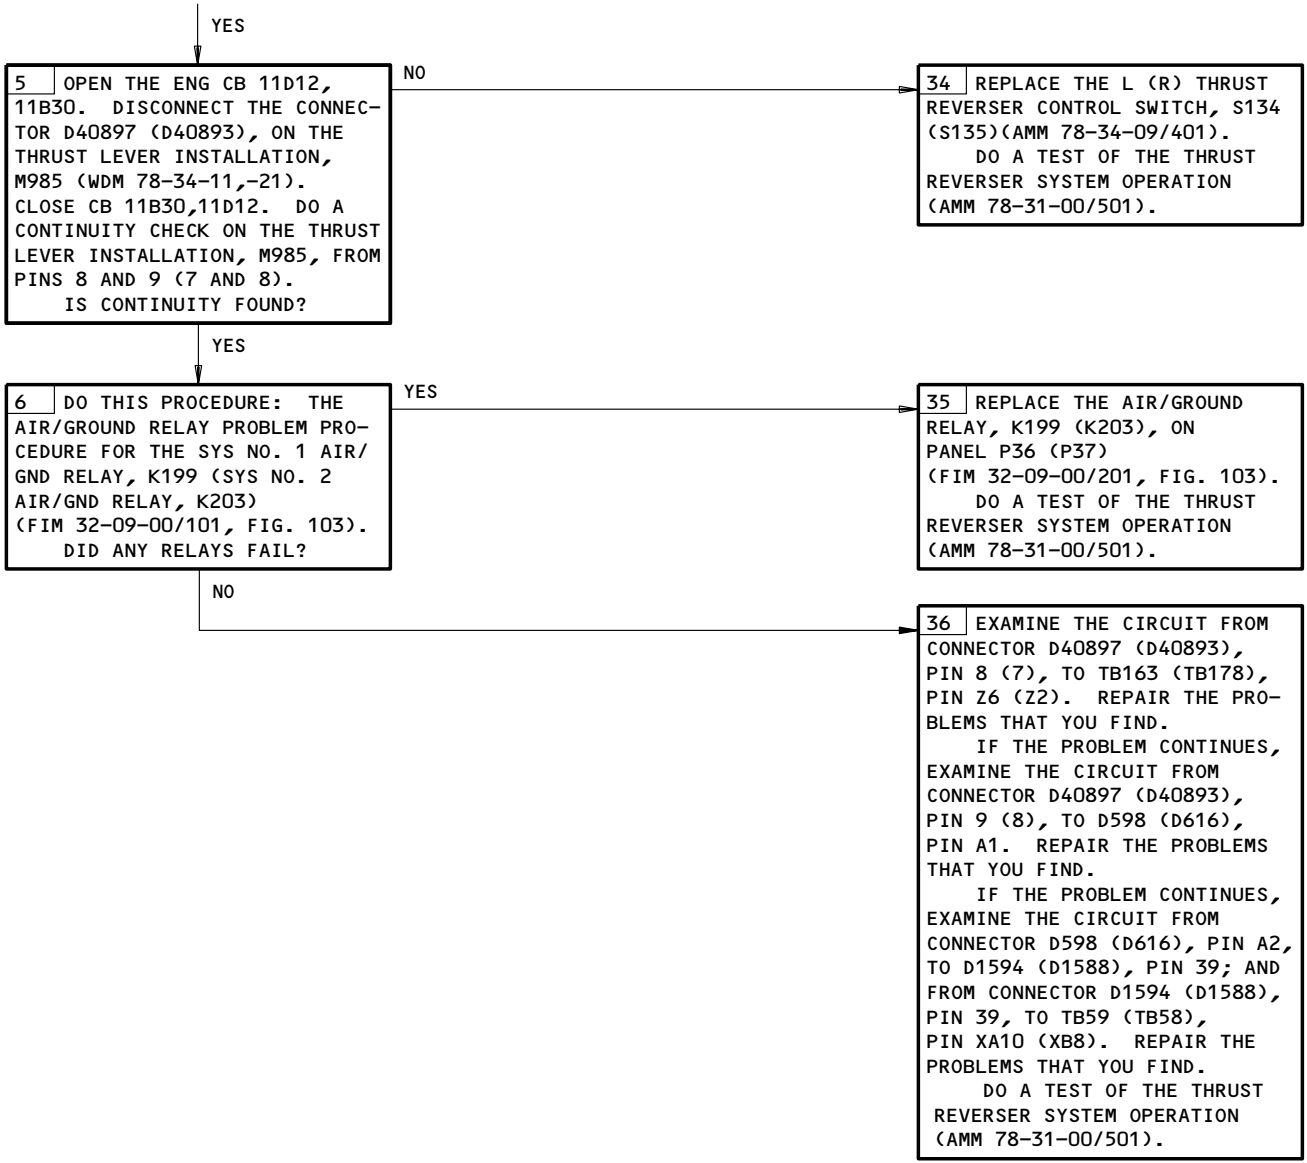 YES
5 OPEN THE ENG CB 11D12,
11B30. DISCONNECT THE CONNEC-
TOR D40897 (D40893), ON THE
THRUST LEVER INSTALLATION,
M985 (WDM 78-34-11,-21).
CLOSE CB 11B30,11D12. DO A
CONTINUITY CHECK ON THE THRUST
LEVER INSTALLATION, M985, FROM
PINS 8 AND 9 (7 AND 8).
IS CONTINUITY FOUND?
NO
34 REPLACE THE L (R) THRUST
REVERSER CONTROL SWITCH, S134
(S135)(AMM 78-34-09/401).
DO A TEST OF THE THRUST
REVERSER SYSTEM OPERATION
(AMM 78-31-00/501).
YES
6 DO THIS PROCEDURE: THE
AIR/GROUND RELAY PROBLEM PRO-
CEDURE FOR THE SYS NO. 1 AIR/
GND RELAY, K199 (SYS NO. 2
AIR/GND RELAY, K203)
(FIM 32-09-00/101, FIG. 103).
DID ANY RELAYS FAIL?
YES
35 REPLACE THE AIR/GROUND
RELAY, K199 (K203), ON
PANEL P36 (P37)
(FIM 32-09-00/201, FIG. 103).
DO A TEST OF THE THRUST
REVERSER SYSTEM OPERATION
(AMM 78-31-00/501).
NO
36 EXAMINE THE CIRCUIT FROM
CONNECTOR D40897 (D40893),
PIN 8 (7), TO TB163 (TB178),
PIN Z6 (Z2). REPAIR THE PRO-
BLEMS THAT YOU FIND.
IF THE PROBLEM CONTINUES,
EXAMINE THE CIRCUIT FROM
CONNECTOR D40897 (D40893),
PIN 9 (8), TO D598 (D616),
PIN A1. REPAIR THE PROBLEMS
THAT YOU FIND.
IF THE PROBLEM CONTINUES,
EXAMINE THE CIRCUIT FROM
CONNECTOR D598 (D616), PIN A2,
TO D1594 (D1588), PIN 39; AND
FROM CONNECTOR D1594 (D1588),
PIN 39, TO TB59 (TB58),
PIN XA10 (XB8). REPAIR THE
PROBLEMS THAT YOU FIND.
DO A TEST OF THE THRUST
REVERSER SYSTEM OPERATION
(AMM 78-31-00/501).